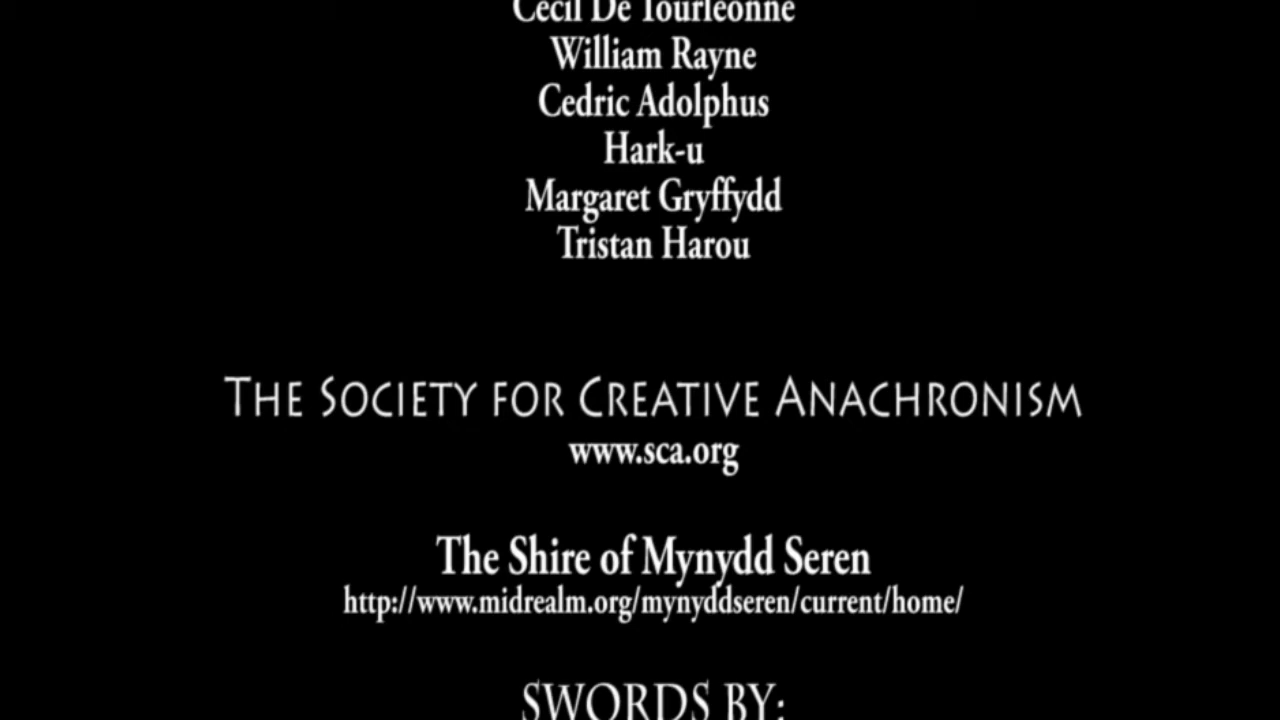 Cecil De Tourleonne
William Rayne
Cedric Adolphus
Hark-u
Margaret Gryffydd
Tristan Harou
THE SOCIETY FOR CREATIVE ANACHRONISM
www.sca.org
The Shire of Mynydd Seren
http://www.midrealm.org/mynyddseren/current/home/
SWORDS BY: